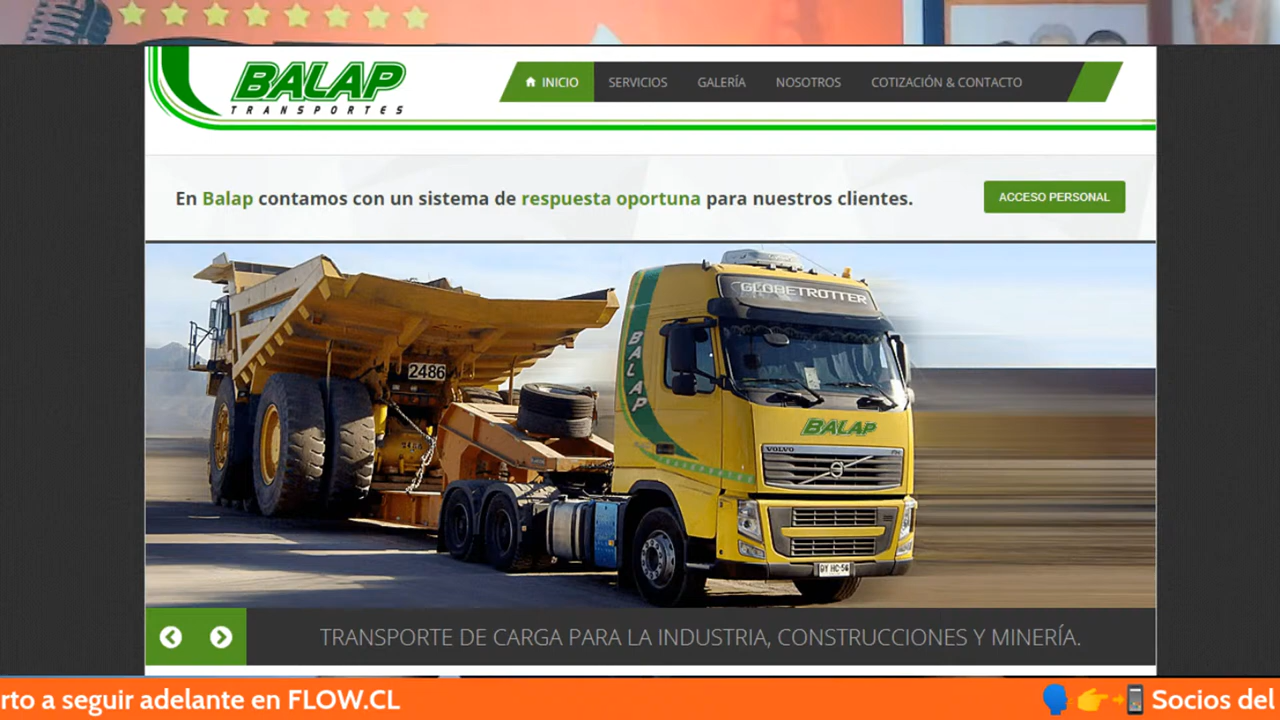 BALAP
TRANSPORTES
INICIO
SERVICIOS
GALERÍA
NOSOTROS
COTIZACIÓN & CONTACTO
En Balap contamos con un sistema de respuesta oportuna para nuestros clientes.
ACCESO PERSONAL
GLOBETROTTER
BALAP
2486
BALAP
VOLVO
TRANSPORTE DE CARGA PARA LA INDUSTRIA, CONSTRUCCIONES Y MINERÍA.
rto a seguir adelante en FLOW.CL
Socios del